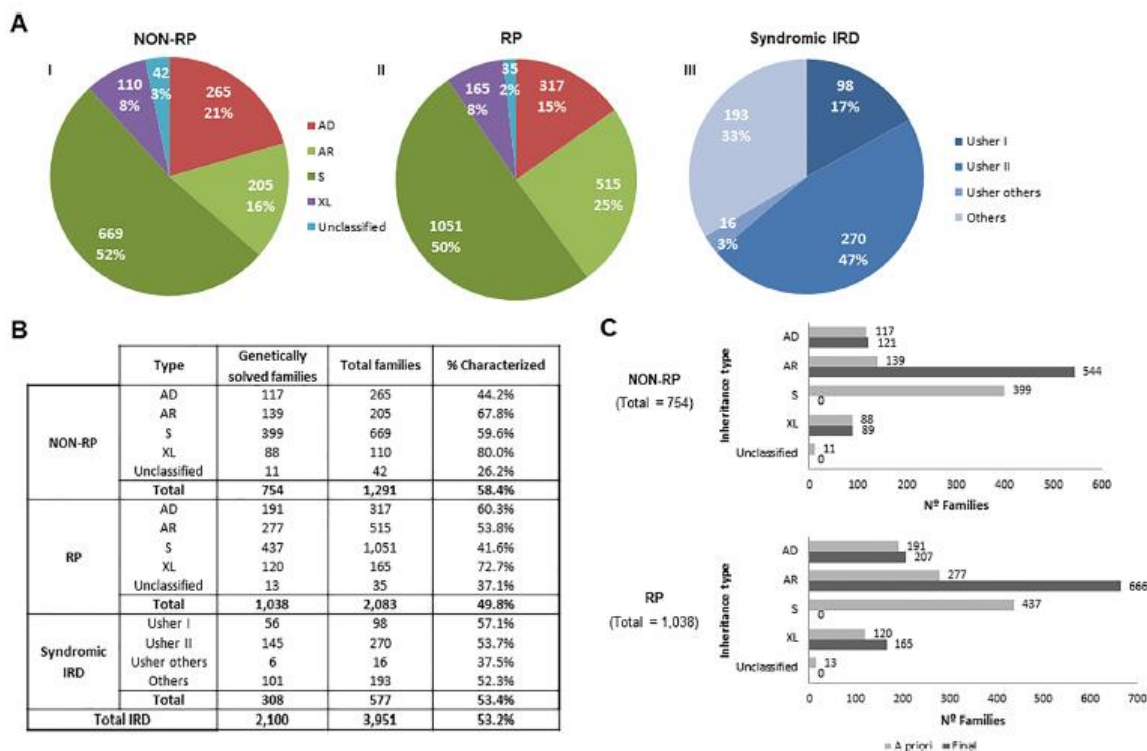 A
NON-RP
I
42
3%
110
8%
265
21%
205
16%
669
52%
AD
AR
S
XL
Unclassified
RP
II
35
2%
165
8%
317
15%
515
25%
1051
50%
Syndromic IRD
III
98
17%
193
33%
16
3%
270
47%
Usher I
Usher II
Usher others
Others
B
Type Genetically solved families Total families % Characterized
NON-RP
AD 117 265 44.2%
AR 139 205 67.8%
S 399 669 59.6%
XL 88 110 80.0%
Unclassified 11 42 26.2%
Total 754 1,291 58.4%
RP
AD 191 317 60.3%
AR 277 515 53.8%
S 437 1,051 41.6%
XL 120 165 72.7%
Unclassified 13 35 37.1%
Total 1,038 2,083 49.8%
Syndromic IRD
Usher I 56 98 57.1%
Usher II 145 270 53.7%
Usher others 6 16 37.5%
Others 101 193 52.3%
Total 308 577 53.4%
Total IRD 2,100 3,951 53.2%
C
NON-RP
(Total = 754)
Inheritance type
AD 117
121
AR 139
544
S 399
0
XL 88
89
Unclassified 11
0
0 100 200 300 400 500 600
Nº Families
RP
(Total = 1,038)
Inheritance type
AD 191
207
AR 277
666
S 437
0
XL 120
165
Unclassified 13
0
0 100 200 300 400 500 600 700
Nº Families
A priori Final